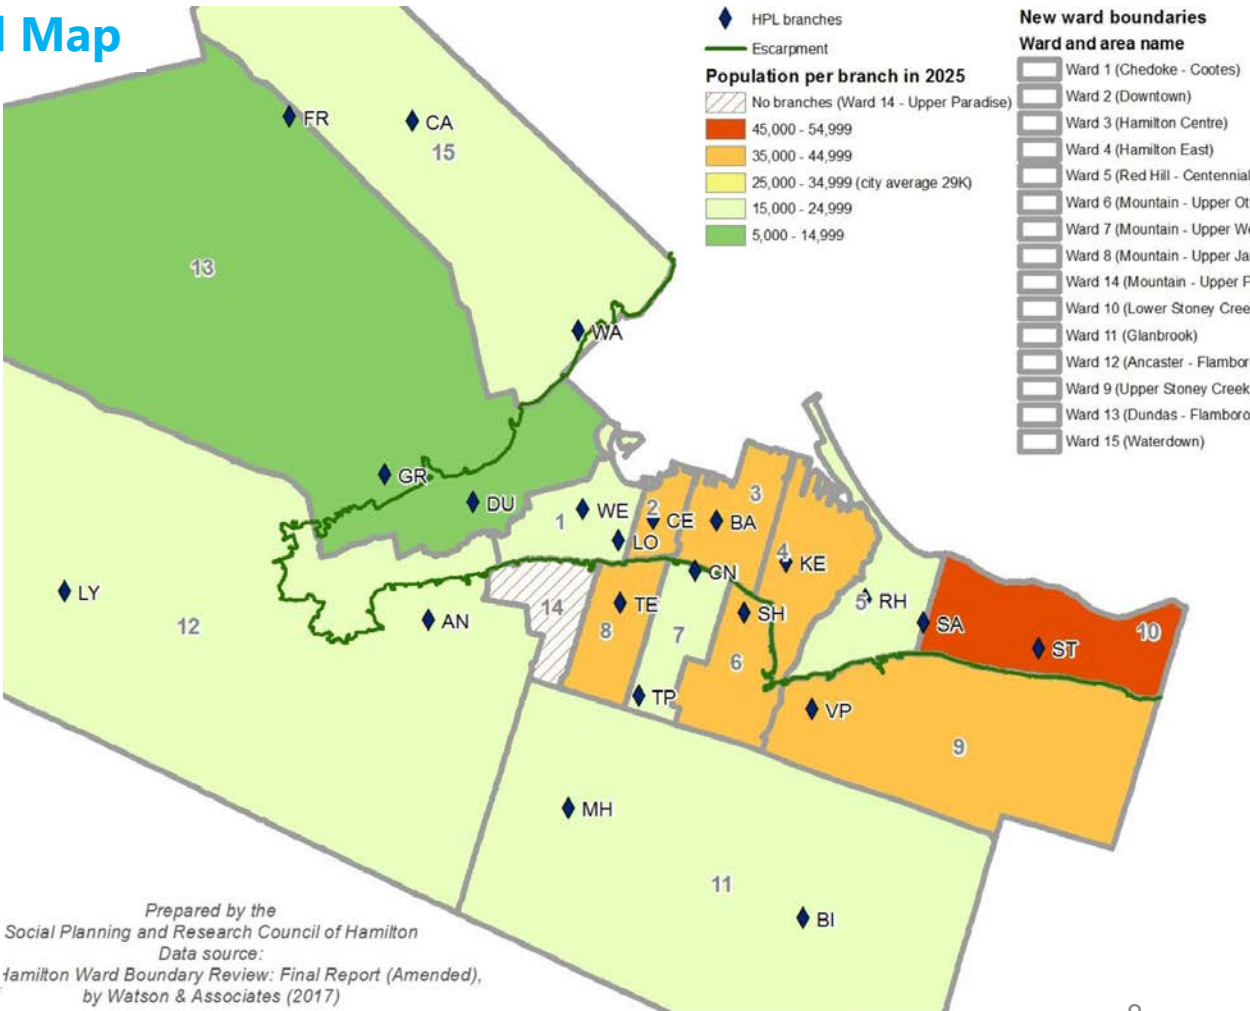 Map
HPL branches
Escarpment
Population per branch in 2025
No branches (Ward 14 - Upper Paradise)
45,000 - 54,999
35,000 - 44,999
25,000 - 34,999 (city average 29K)
15,000 - 24,999
5,000 - 14,999
New ward boundaries
Ward and area name
Ward 1 (Chedoke - Cootes)
Ward 2 (Downtown)
Ward 3 (Hamilton Centre)
Ward 4 (Hamilton East)
Ward 5 (Red Hill - Centennial
Ward 6 (Mountain - Upper Ot
Ward 7 (Mountain - Upper We
Ward 8 (Mountain - Upper Ja
Ward 14 (Mountain - Upper P
Ward 10 (Lower Stoney Cree
Ward 11 (Glanbrook)
Ward 12 (Ancaster - Flambor
Ward 9 (Upper Stoney Creek
Ward 13 (Dundas - Flamboro
Ward 15 (Waterdown)
FR
CA
15
13
WA
GR
DU
WE
1
LO
2
CE
3
BA
4
KE
CN
LY
12
AN
14
TE
8
7
SH
6
TP
5
RH
SA
ST
10
VP
9
MH
11
BI
Prepared by the
Social Planning and Research Council of Hamilton
Data source:
Hamilton Ward Boundary Review: Final Report (Amended),
by Watson & Associates (2017)